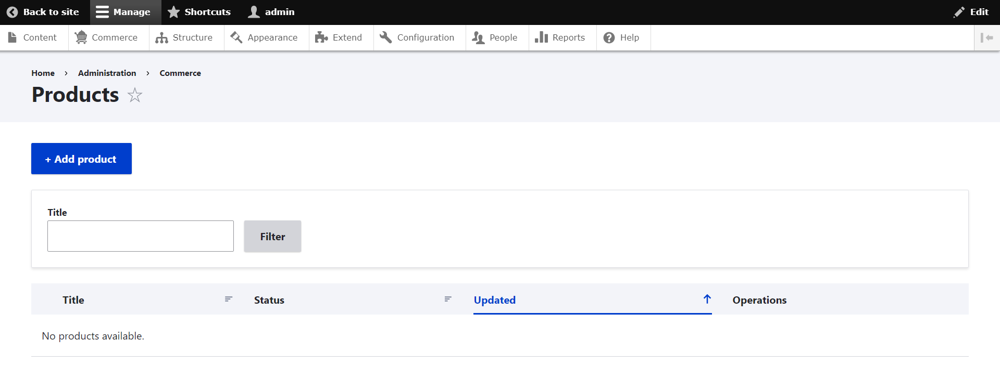 Back to site Manage Shortcuts admin Edit
Content Commerce Structure Appearance Extend Configuration People Reports Help
Home › Administration › Commerce
Products
+ Add product
Title
Filter
Title Status Updated Operations
No products available.